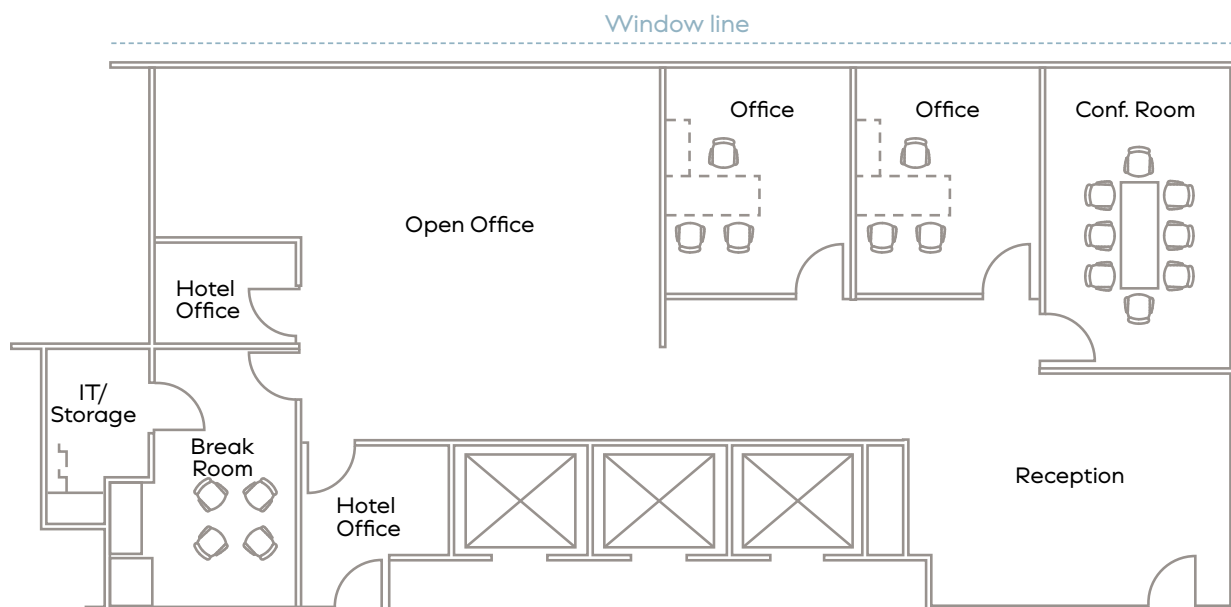 Window line
Office
Office
Conf. Room
Open Office
Hotel
Office
IT/
Storage
Break
Room
Hotel
Office
Reception